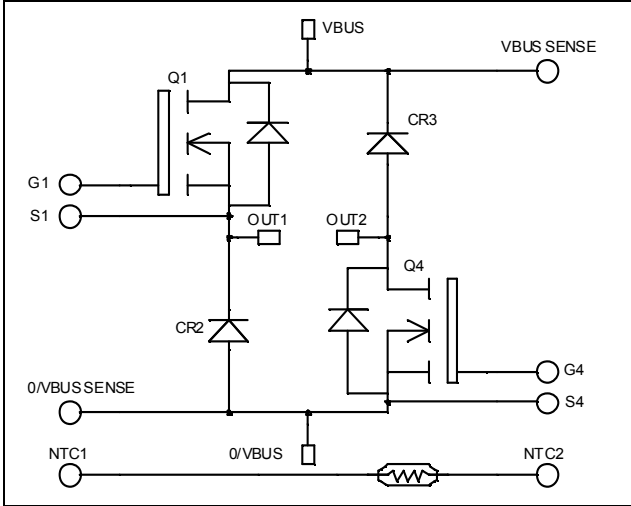 VBUS
VBUS SENSE
Q1
CR3
G1
S1
OUT1
OUT2
Q4
CR2
G4
0/VBUS SENSE
S4
NTC1
0/VBUS
NTC2